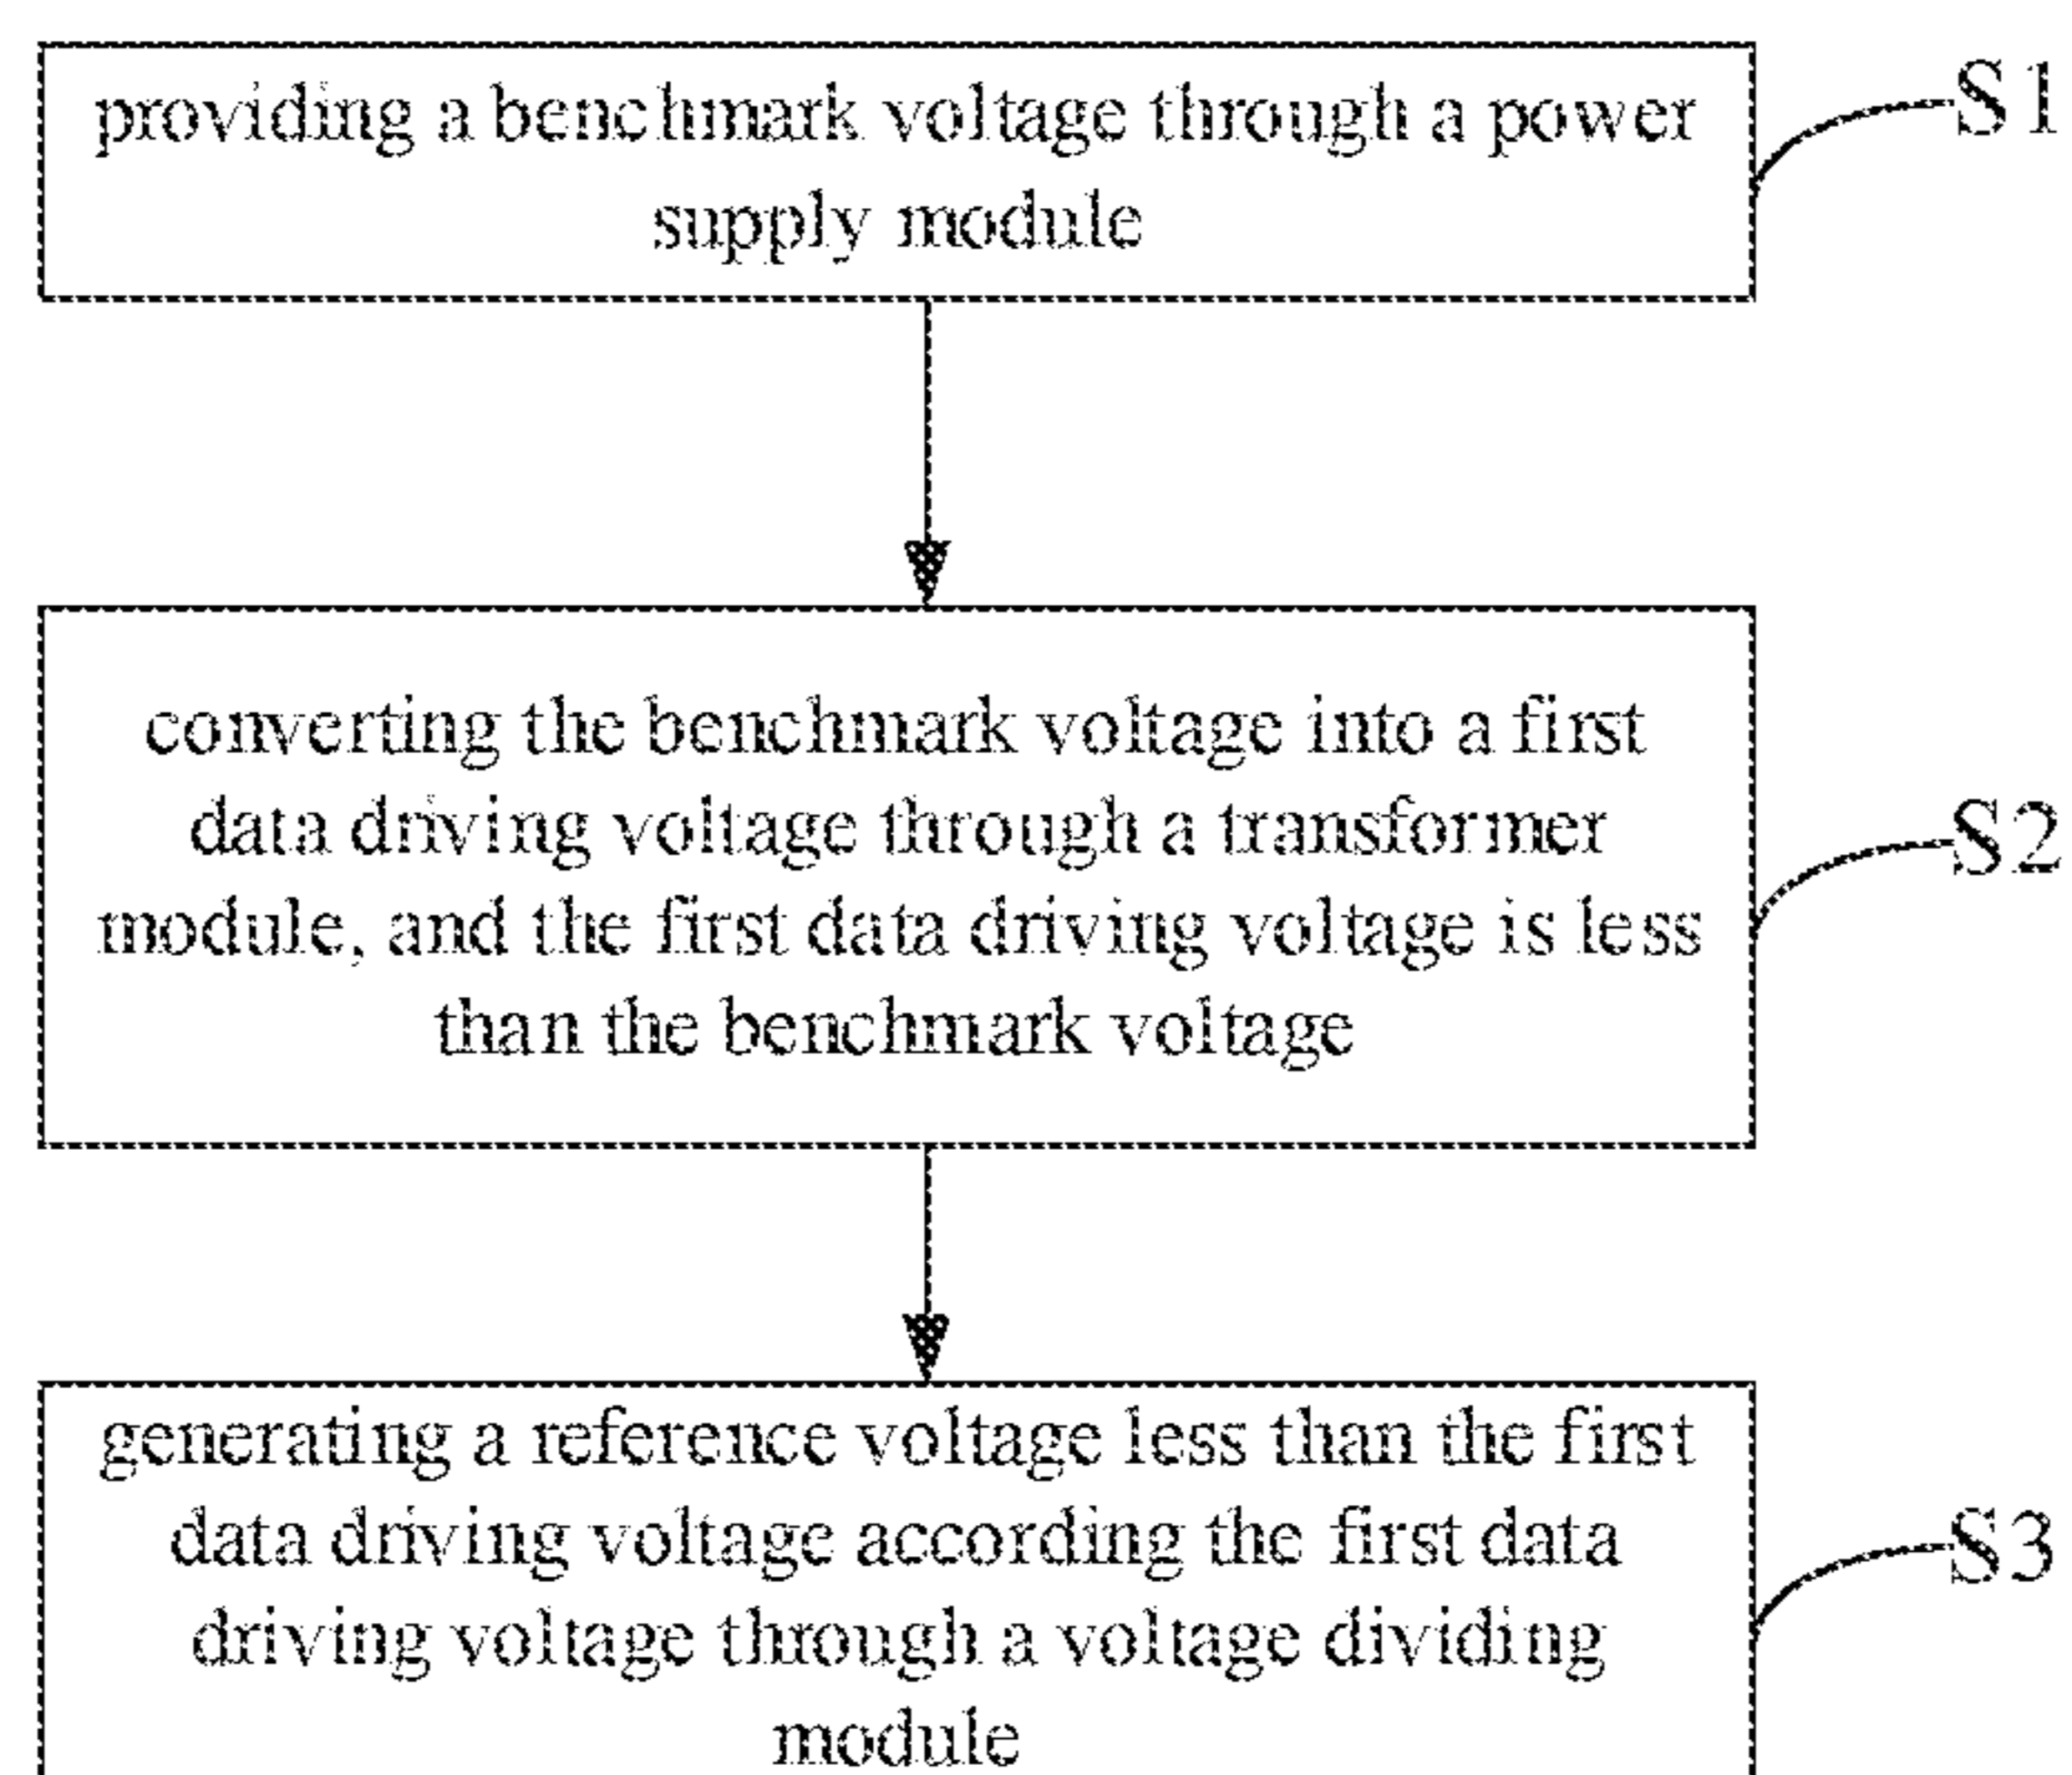 providing a benchmark voltage through a power
supply module
S1
converting the benchmark voltage into a first
data driving voltage through a transformer
module, and the first data driving voltage is less
than the benchmark voltage
S2
generating a reference voltage less than the first
data driving voltage according the first data
driving voltage through a voltage dividing
module
S3